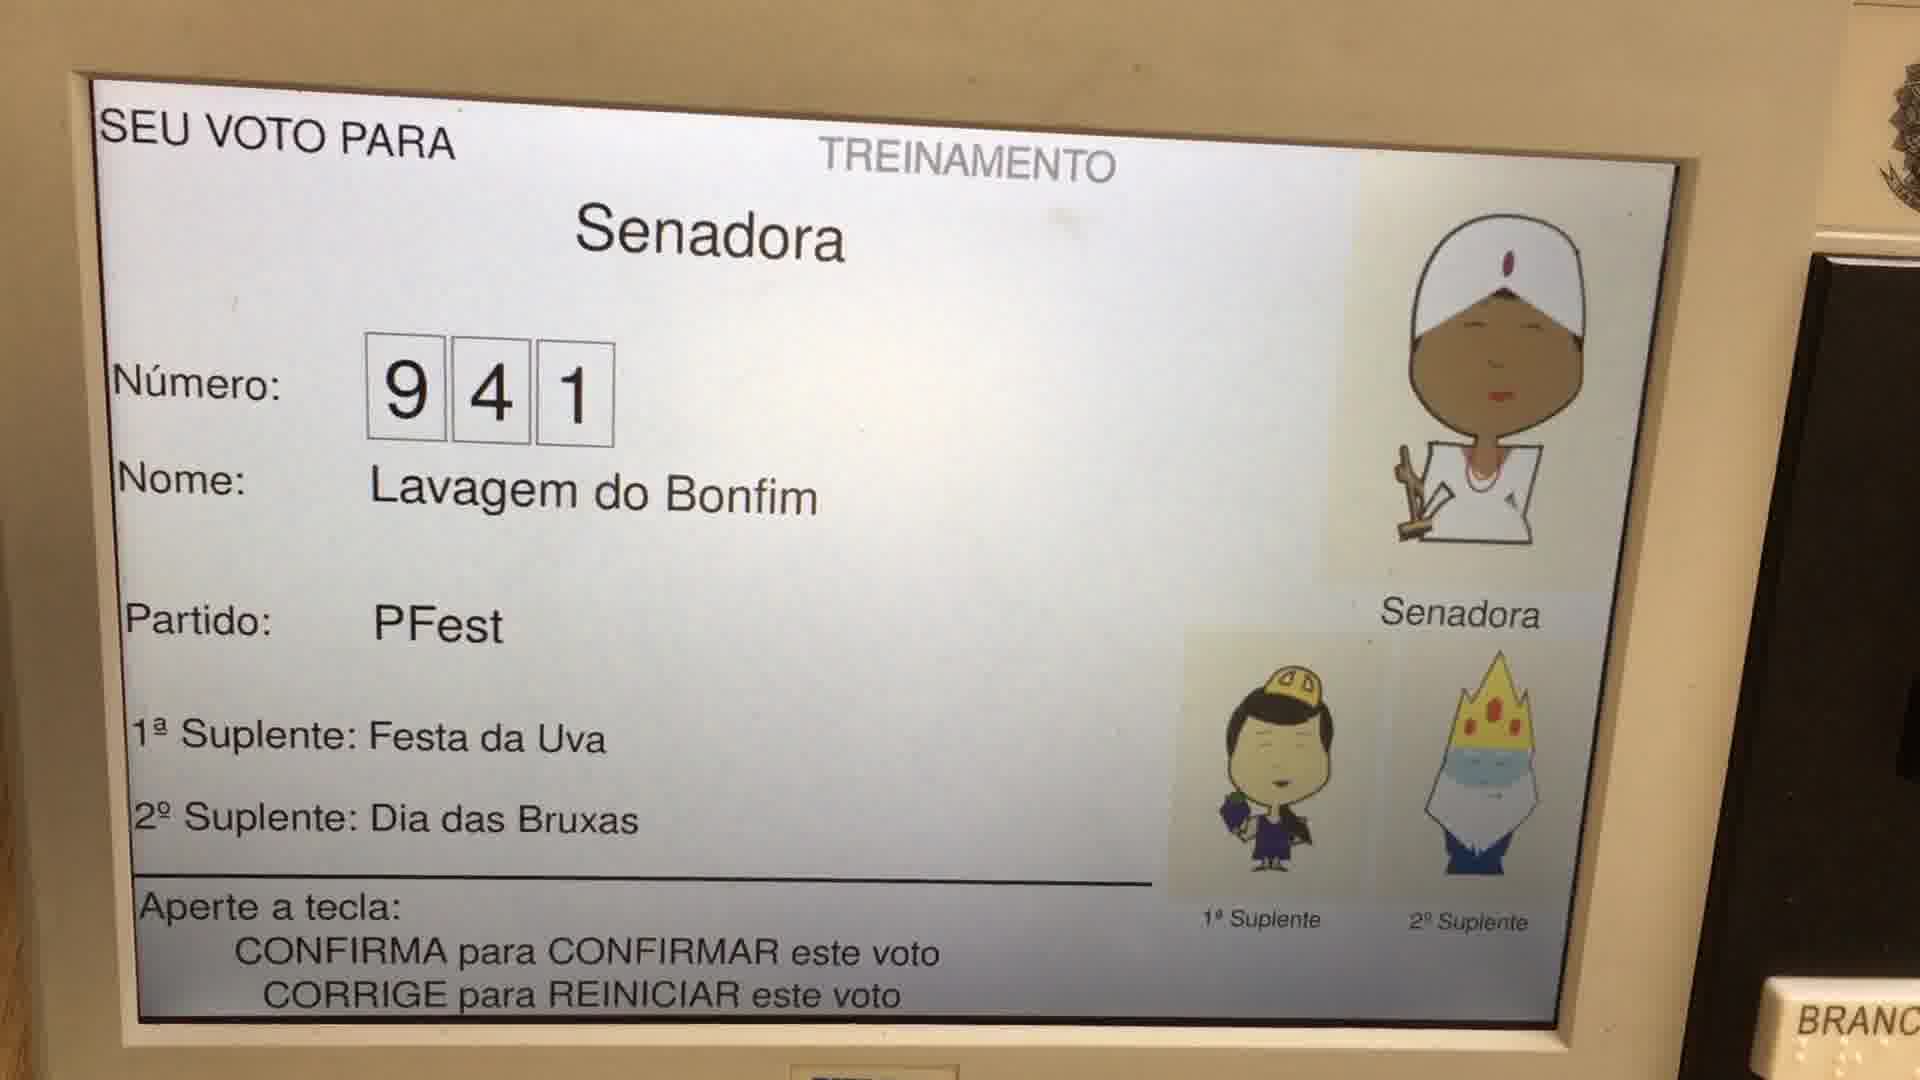 SEU VOTO PARA
TREINAMENTO
Senadora
Número: 9 4 1
Nome: Lavagem do Bonfim
Partido: PFest
Senadora
1ª Suplente: Festa da Uva
2º Suplente: Dia das Bruxas
1ª Suplente
2º Suplente
Aperte a tecla:
CONFIRMA para CONFIRMAR este voto
CORRIGE para REINICIAR este voto
BRANC